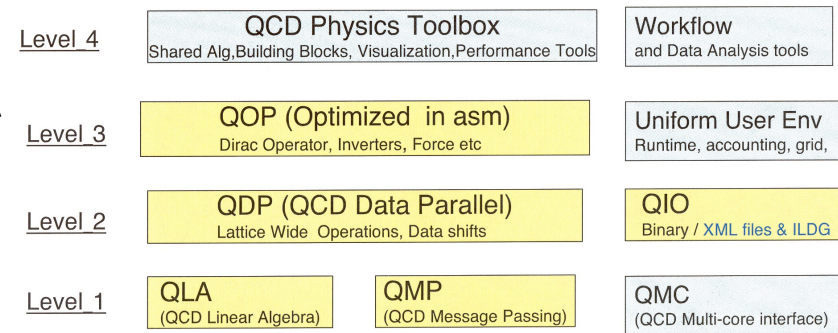 Level_4
QCD Physics Toolbox
Shared Alg,Building Blocks, Visualization,Performance Tools
Workflow
and Data Analysis tools
Level_3
QOP (Optimized in asm)
Dirac Operator, Inverters, Force etc
Uniform User Env
Runtime, accounting, grid,
Level_2
QDP (QCD Data Parallel)
Lattice Wide Operations, Data shifts
QIO
Binary / XML files & ILDG
Level_1
QLA
(QCD Linear Algebra)
QMP
(QCD Message Passing)
QMC
(QCD Multi-core interface)